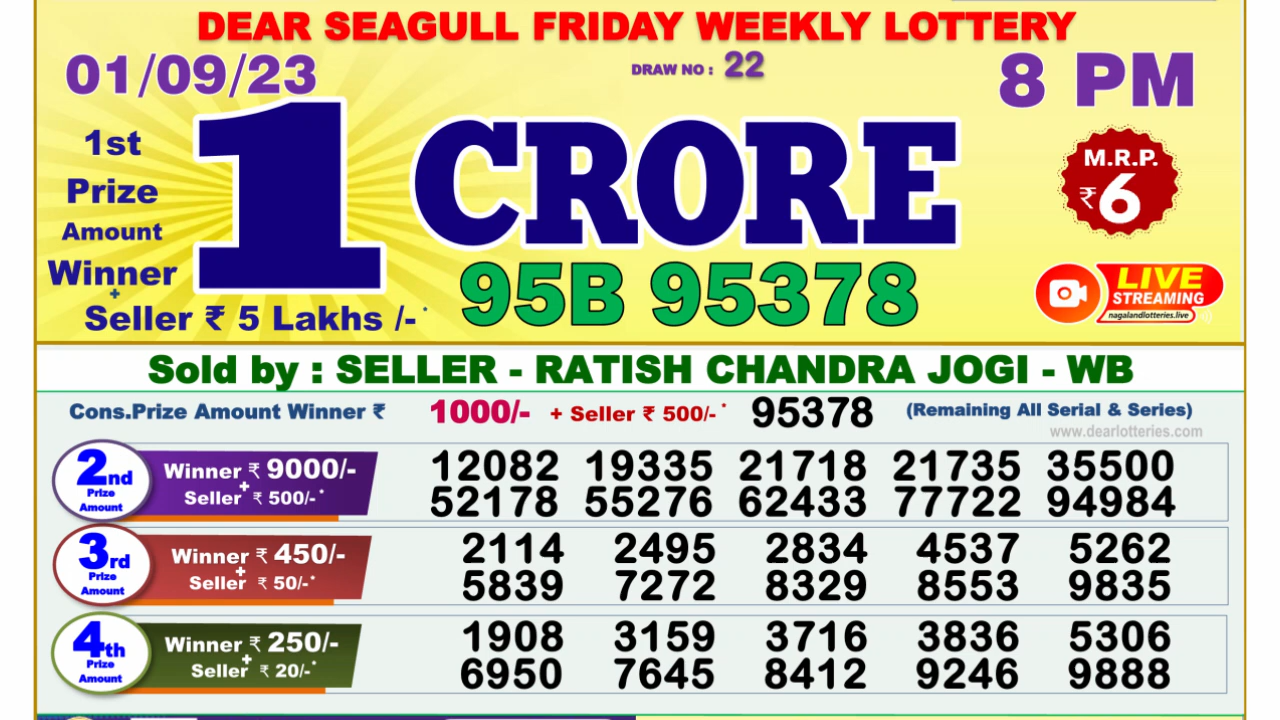 DEAR SEAGULL FRIDAY WEEKLY LOTTERY
01/09/23
DRAW NO : 22
8 PM
1st
Prize
Amount
Winner
+
Seller ₹ 5 Lakhs /-*
1 CRORE
95B 95378
M.R.P.
₹6
LIVE
STREAMING
nagalandlotteries.live
Sold by : SELLER - RATISH CHANDRA JOGI - WB
Cons.Prize Amount Winner ₹ 1000/- + Seller ₹ 500/-* 95378 (Remaining All Serial & Series)
www.dearlotteries.com
2nd
Prize
Amount
Winner ₹ 9000/-
+
Seller ₹ 500/-*
12082 19335 21718 21735 35500
52178 55276 62433 77722 94984
3rd
Prize
Amount
Winner ₹ 450/-
+
Seller ₹ 50/-*
2114 2495 2834 4537 5262
5839 7272 8329 8553 9835
4th
Prize
Amount
Winner ₹ 250/-
+
Seller ₹ 20/-*
1908 3159 3716 3836 5306
6950 7645 8412 9246 9888